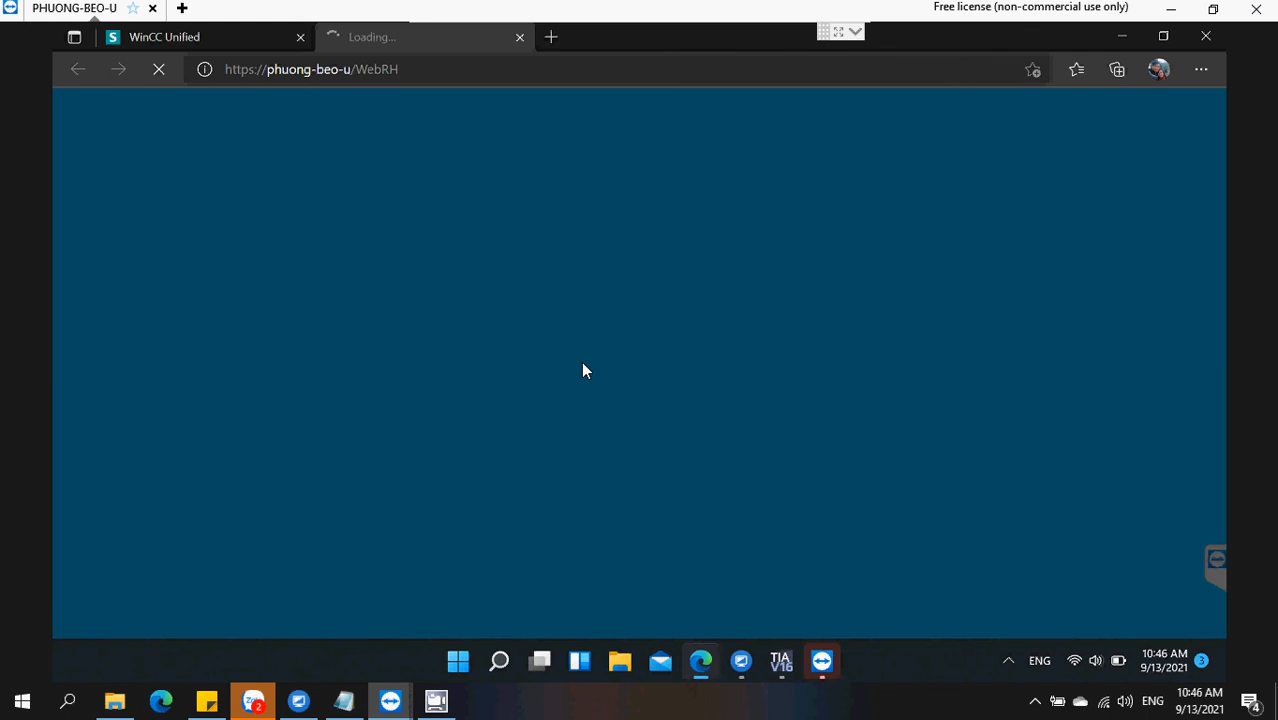 PHUONG-BEO-U
Free license (non-commercial use only)
S WinCC Unified
Loading...
https://phuong-beo-u/WebRH
TIA V16
ENG
10:46 AM
9/13/2021
3
2
ENG
10:46 AM
9/13/2021
4